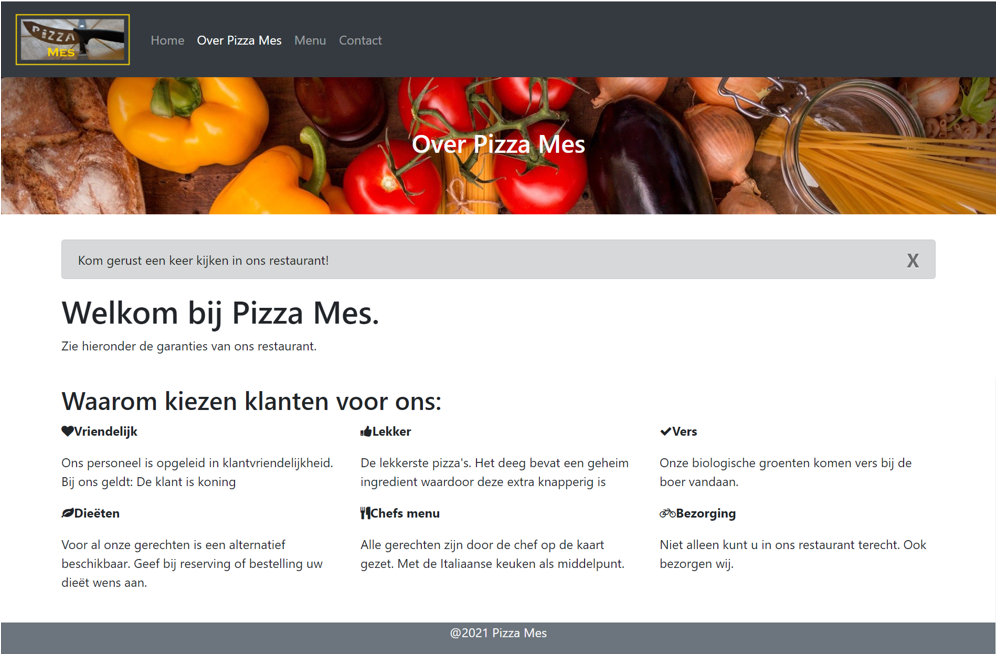 PIZZA
MES
Home Over Pizza Mes Menu Contact
Over Pizza Mes
Kom gerust een keer kijken in ons restaurant! X
Welkom bij Pizza Mes.
Zie hieronder de garanties van ons restaurant.
Waarom kiezen klanten voor ons:
Vriendelijk
Ons personeel is opgeleid in klantvriendelijkheid.
Bij ons geldt: De klant is koning
Lekker
De lekkerste pizza's. Het deeg bevat een geheim
ingredient waardoor deze extra knapperig is
Vers
Onze biologische groenten komen vers bij de
boer vandaan.
Dieëten
Voor al onze gerechten is een alternatief
beschikbaar. Geef bij reserving of bestelling uw
dieët wens aan.
Chefs menu
Alle gerechten zijn door de chef op de kaart
gezet. Met de Italiaanse keuken als middelpunt.
Bezorging
Niet alleen kunt u in ons restaurant terecht. Ook
bezorgen wij.
@2021 Pizza Mes